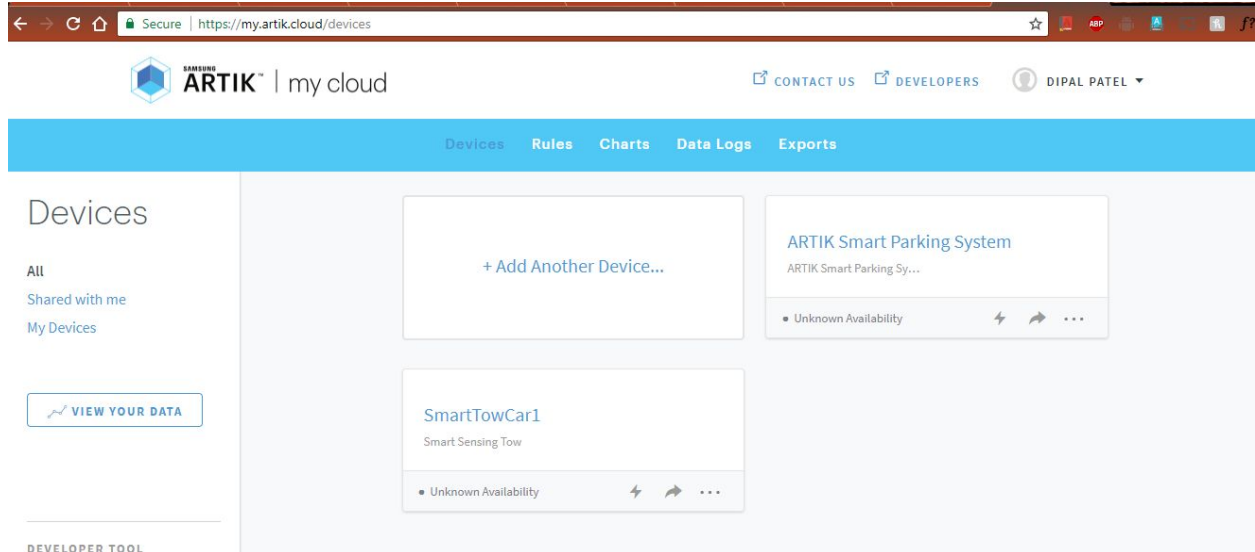 Secure | https://my.artik.cloud/devices
ABP
f?
SAMSUNG
ARTIK™ | my cloud
CONTACT US
DEVELOPERS
DIPAL PATEL
Devices Rules Charts Data Logs Exports
Devices
All
Shared with me
My Devices
VIEW YOUR DATA
DEVELOPER TOOL
+ Add Another Device...
ARTIK Smart Parking System
ARTIK Smart Parking Sy...
Unknown Availability
SmartTowCar1
Smart Sensing Tow
Unknown Availability